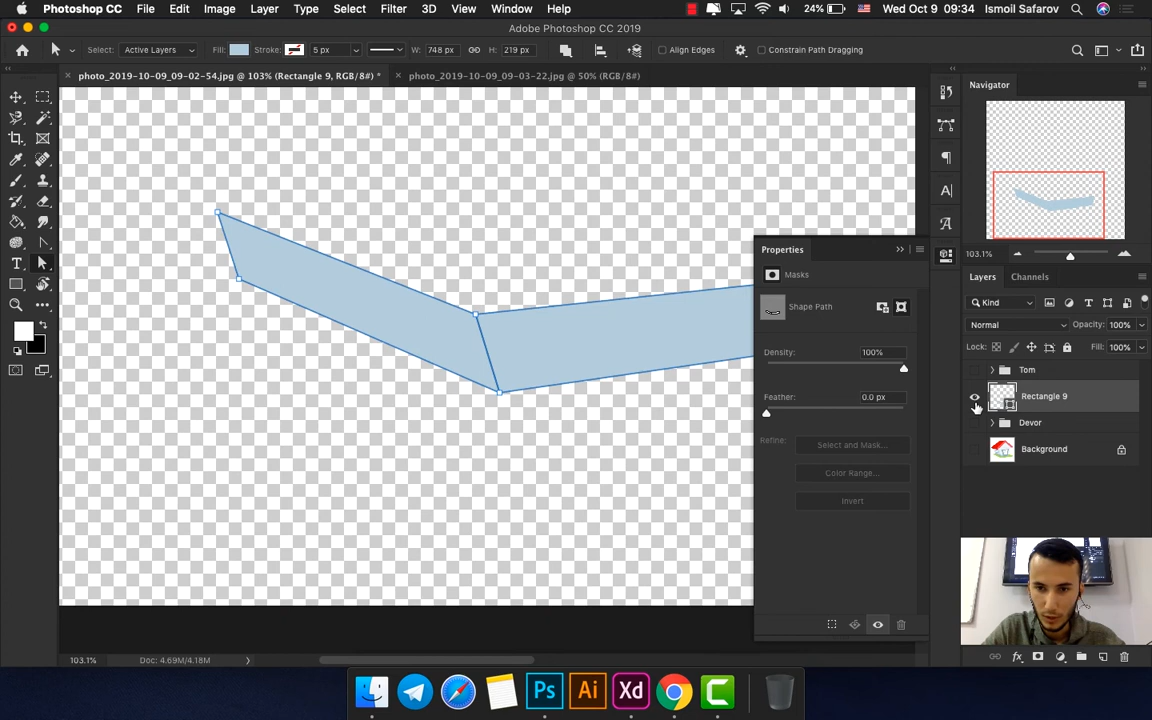 Photoshop CC File Edit Image Layer Type Select Filter 3D View Window Help 24% Wed Oct 9 09:34 Ismoil Safarov
Adobe Photoshop CC 2019
Select: Active Layers Fill: Stroke: 5 px W: 748 px H: 219 px Align Edges Constrain Path Dragging
photo_2019-10-09_09-02-54.jpg @ 103% (Rectangle 9, RGB/8#) * photo_2019-10-09_09-03-22.jpg @ 50% (RGB/8#)
Navigator
103.1%
Properties
Masks
Shape Path
Density: 100%
Feather: 0.0 px
Refine: Select and Mask...
Color Range...
Invert
Layers Channels
Kind
Normal Opacity: 100%
Lock: Fill: 100%
Tom
Rectangle 9
Devor
Background
103.1% Doc: 4.69M/4.18M
Ps Ai Xd